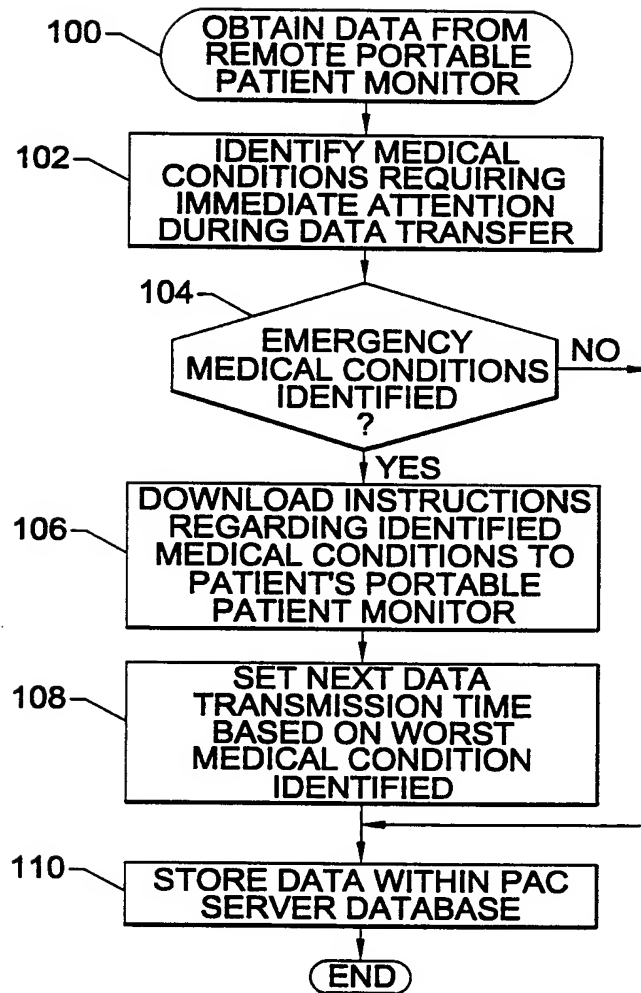 100
OBTAIN DATA FROM
REMOTE PORTABLE
PATIENT MONITOR
102
IDENTIFY MEDICAL
CONDITIONS REQUIRING
IMMEDIATE ATTENTION
DURING DATA TRANSFER
104
EMERGENCY
MEDICAL CONDITIONS
IDENTIFIED
?
NO
YES
106
DOWNLOAD INSTRUCTIONS
REGARDING IDENTIFIED
MEDICAL CONDITIONS TO
PATIENT'S PORTABLE
PATIENT MONITOR
108
SET NEXT DATA
TRANSMISSION TIME
BASED ON WORST
MEDICAL CONDITION
IDENTIFIED
110
STORE DATA WITHIN PAC
SERVER DATABASE
END